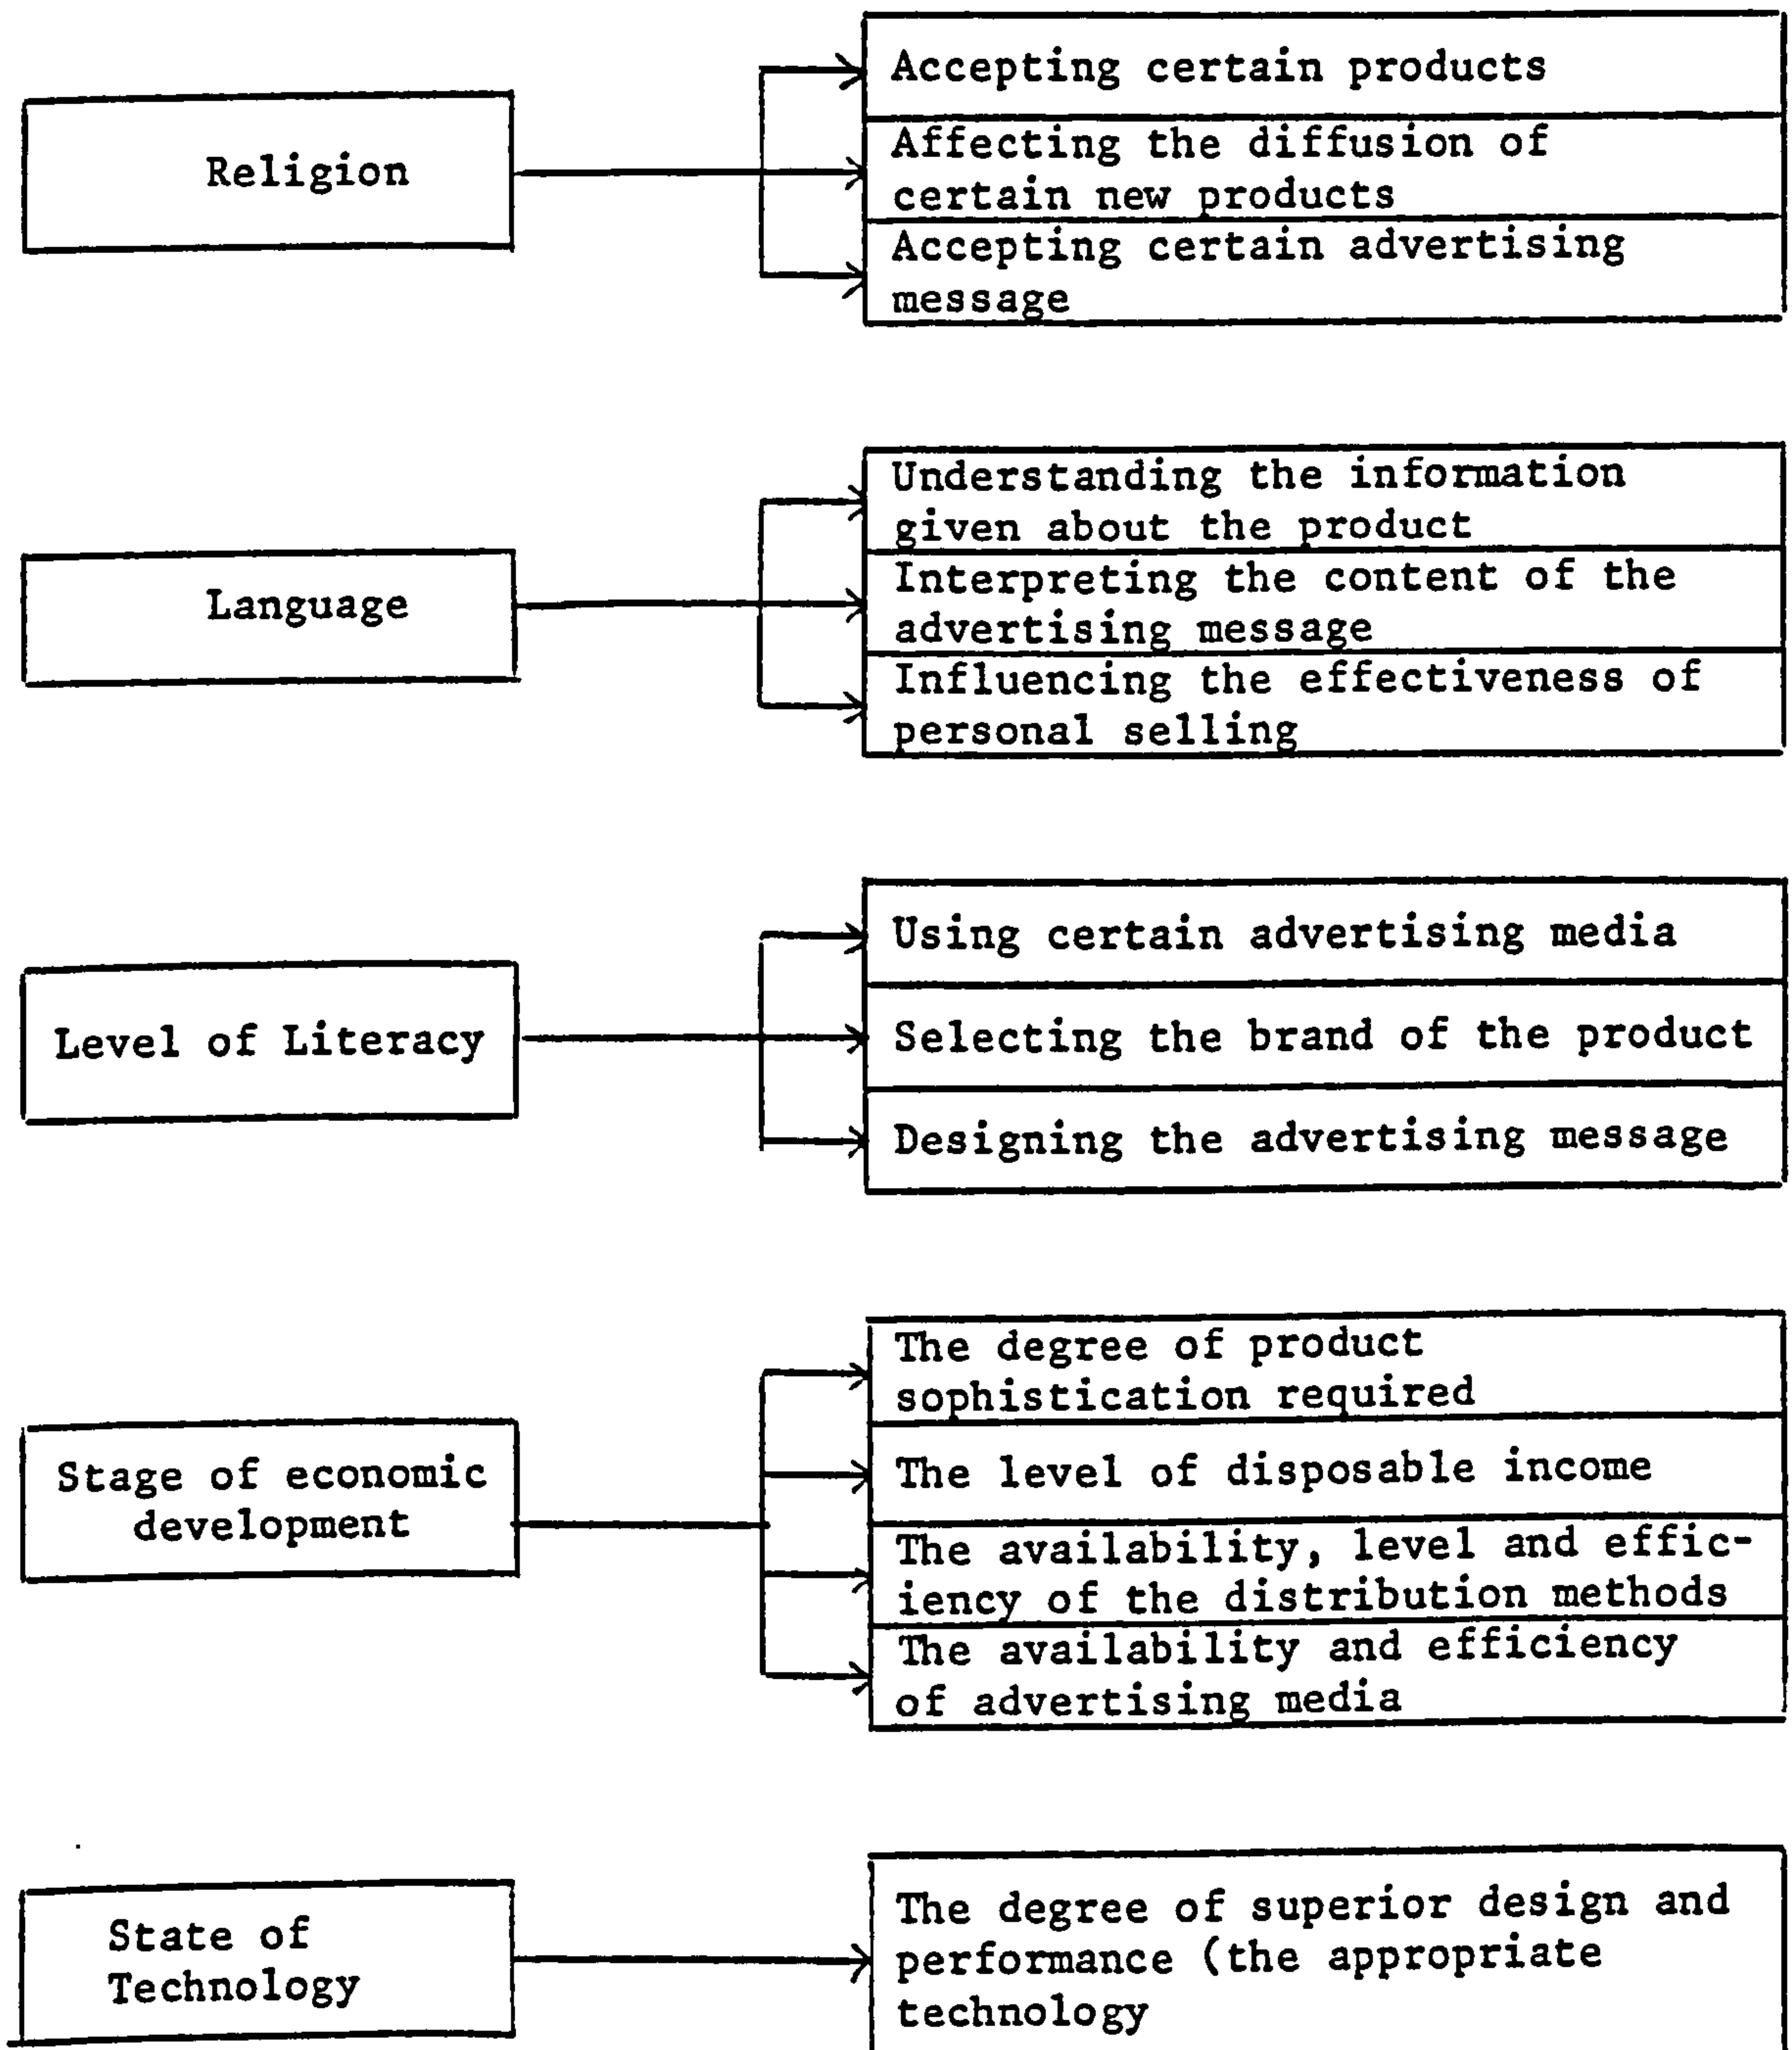 Religion
Accepting certain products
Affecting the diffusion of
certain new products
Accepting certain advertising
message
Language
Understanding the information
given about the product
Interpreting the content of the
advertising message
Influencing the effectiveness of
personal selling
Level of Literacy
Using certain advertising media
Selecting the brand of the product
Designing the advertising message
Stage of economic
development
The degree of product
sophistication required
The level of disposable income
The availability, level and effic-
iency of the distribution methods
The availability and efficiency
of advertising media
State of
Technology
The degree of superior design and
performance (the appropriate
technology